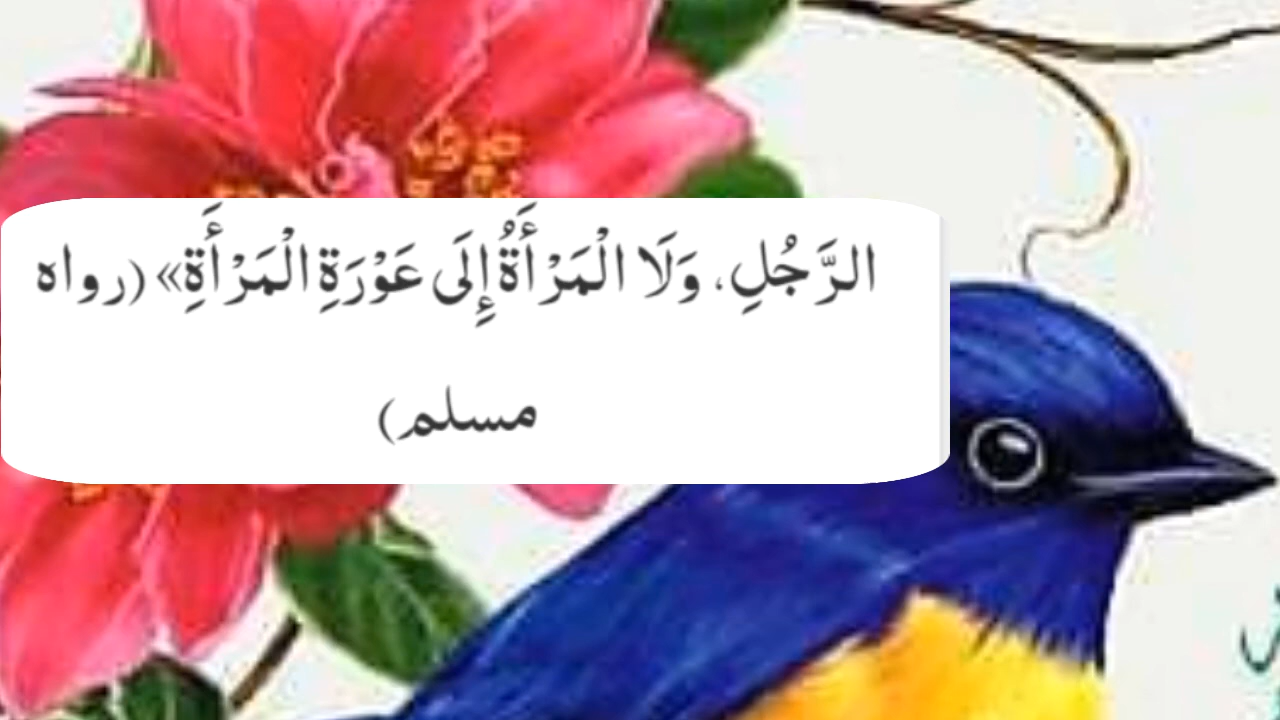 الرَّجُلِ، وَلَا الْمَرْأَةُ إِلَى عَوْرَةِ الْمَرْأَةِ» (رواه
مسلم)